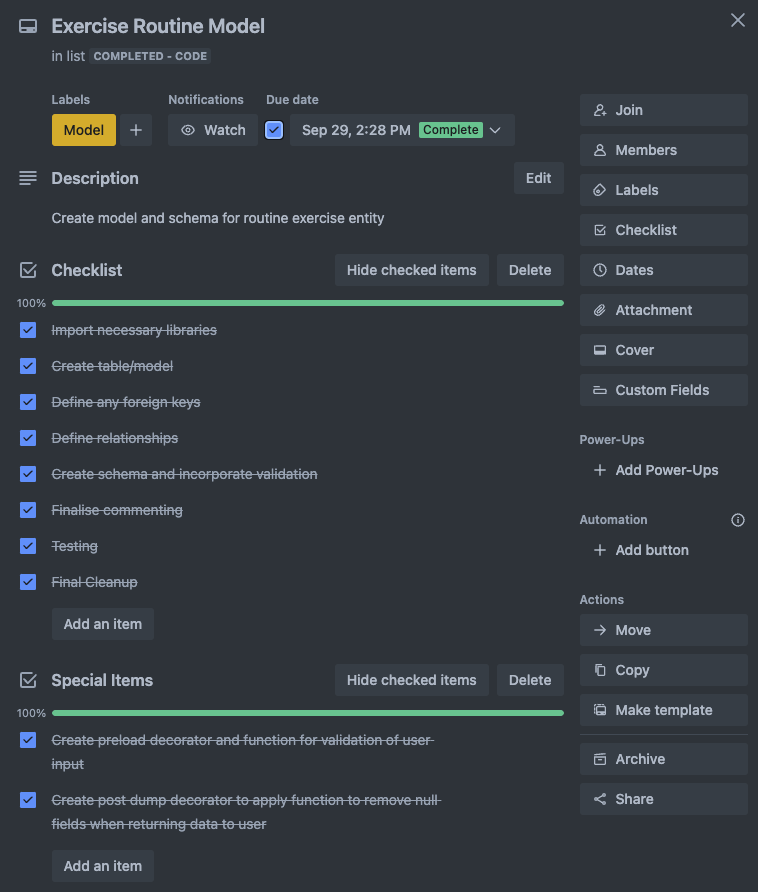 Exercise Routine Model
in list COMPLETED - CODE
Labels
Model
Notifications
Watch
Due date
Sep 29, 2:28 PM Complete
Description
Edit
Create model and schema for routine exercise entity
Checklist
Hide checked items
Delete
100%
Import necessary libraries
Create table/model
Define any foreign keys
Define relationships
Create schema and incorporate validation
Finalise commenting
Testing
Final Cleanup
Add an item
Special Items
Hide checked items
Delete
100%
Create preload decorator and function for validation of user
input
Create post dump decorator to apply function to remove null
fields when returning data to user
Add an item
Join
Members
Labels
Checklist
Dates
Attachment
Cover
Custom Fields
Power-Ups
Add Power-Ups
Automation
Add button
Actions
Move
Copy
Make template
Archive
Share